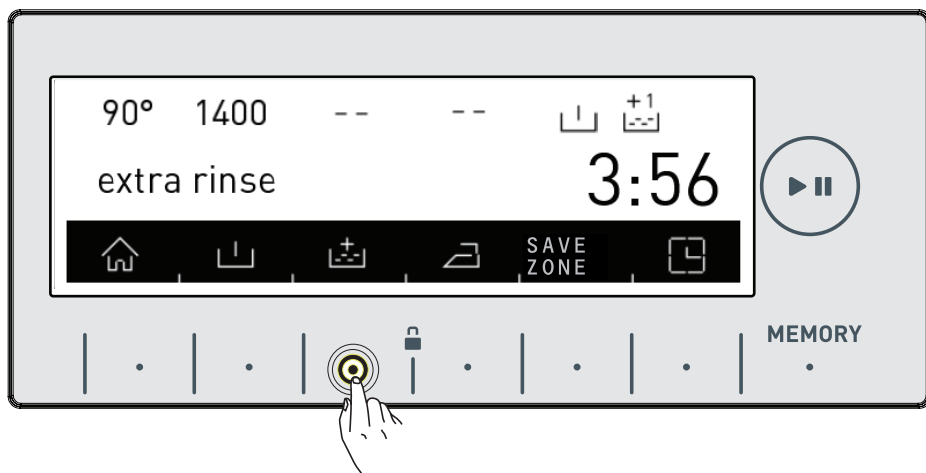 90° 1400 -- -- +1
extra rinse 3:56
+ SAVE
ZONE
MEMORY